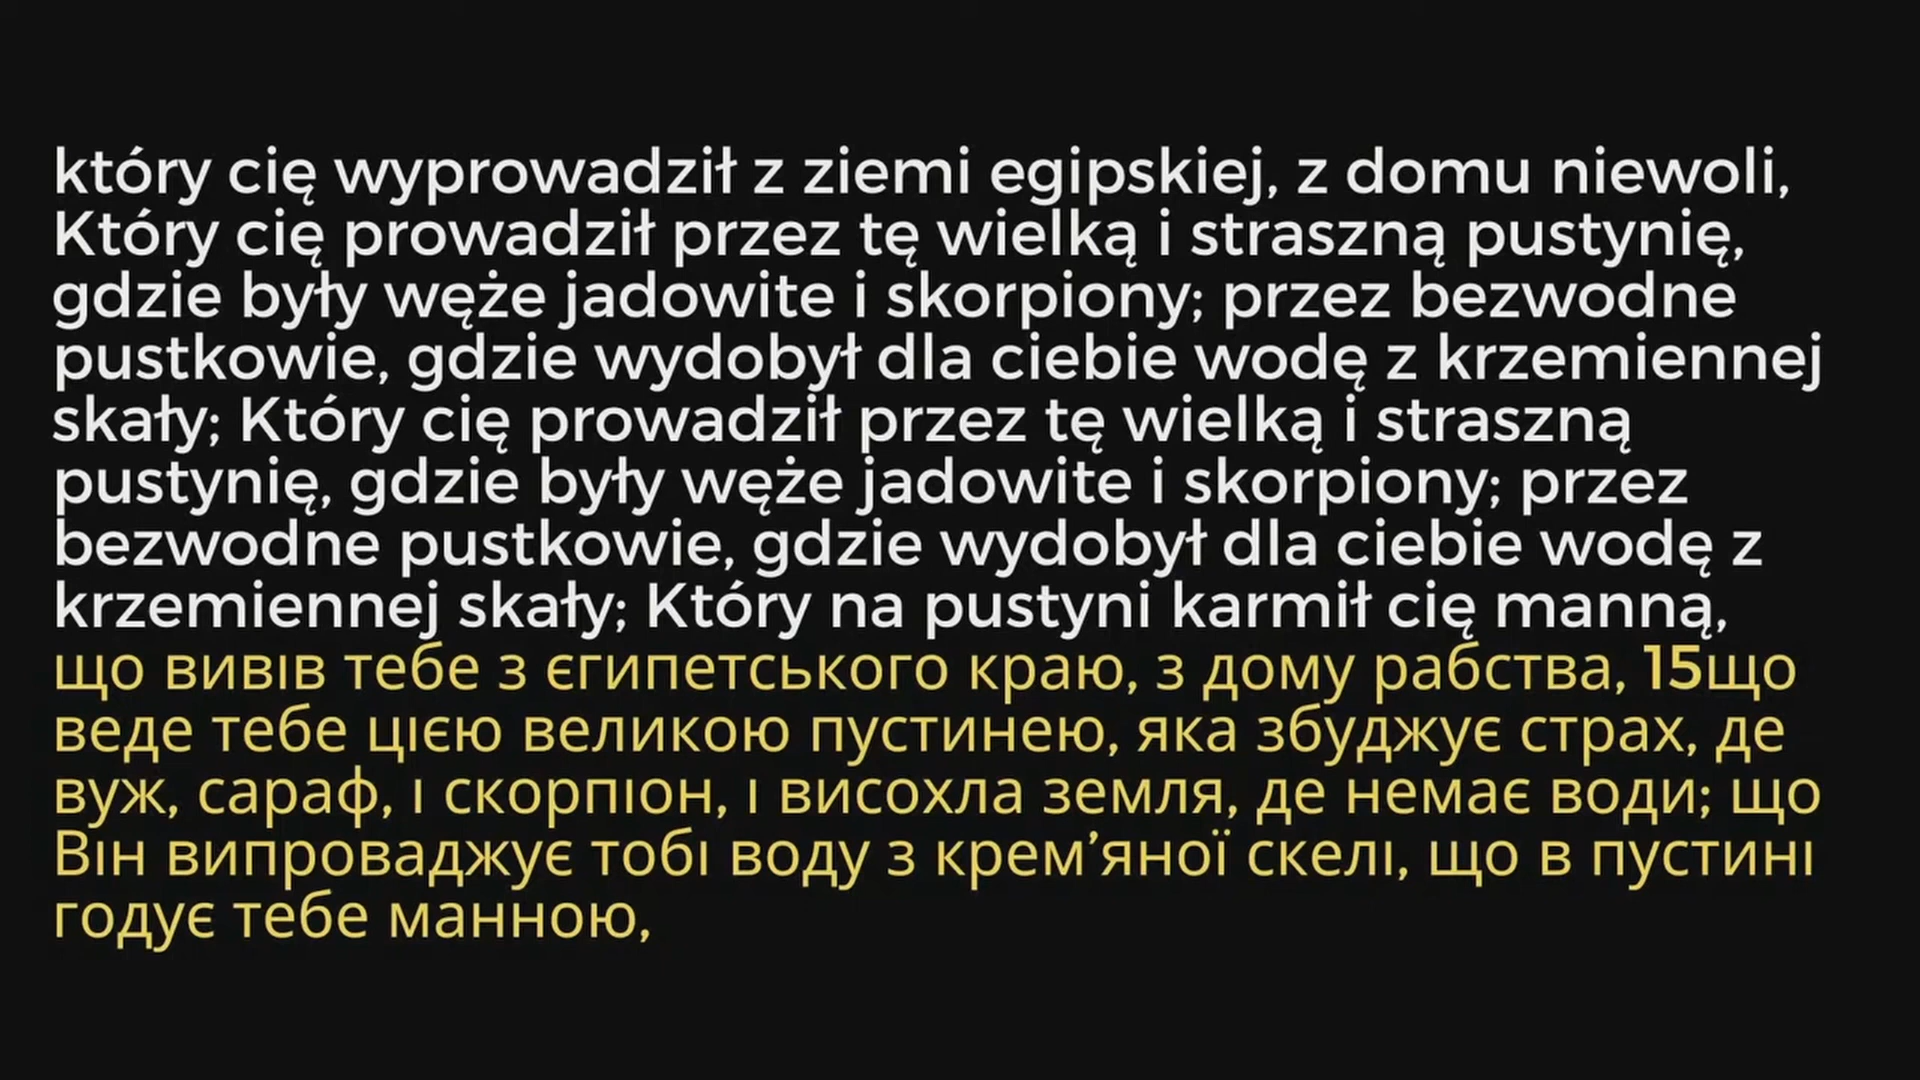 który cię wyprowadził z ziemi egipskiej, z domu niewoli,
Który cię prowadził przez tę wielką i straszną pustynię,
gdzie były węże jadowite i skorpiony; przez bezwodne
pustkowie, gdzie wydobył dla ciebie wodę z krzemiennej
skały; Który cię prowadził przez tę wielką i straszną
pustynię, gdzie były węże jadowite i skorpiony; przez
bezwodne pustkowie, gdzie wydobył dla ciebie wodę z
krzemiennej skały; Który na pustyni karmił cię manną,
що вивів тебе з єгипетського краю, з дому рабства, 15що
веде тебе цією великою пустинею, яка збуджує страх, де
вуж, сараф, і скорпіон, і висохла земля, де немає води; що
Він випроваджує тобі воду з крем’яної скелі, що в пустині
годує тебе манною,